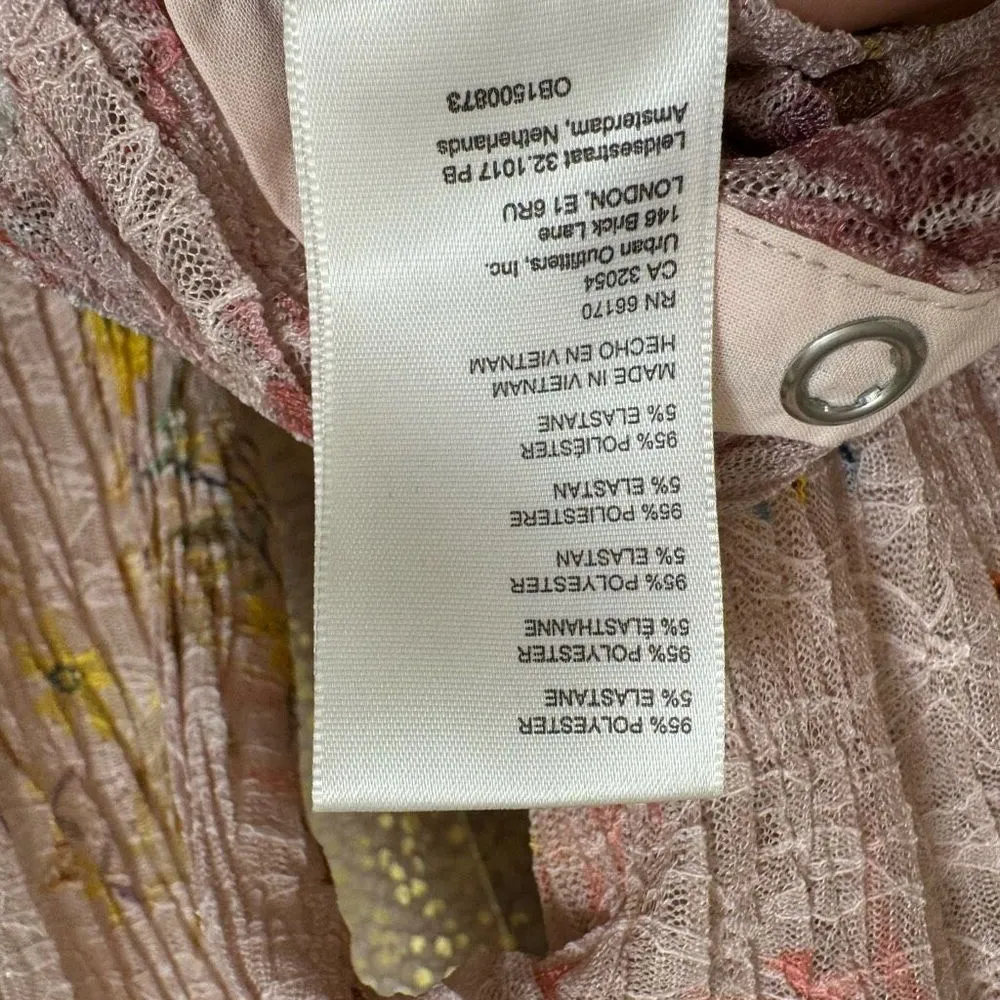 95% POLYESTER
5% ELASTANE
95% POLYESTER
5% ÉLASTHANNE
95% POLYESTER
5% ELASTAN
95% POLIESTERE
5% ELASTAN
95% POLIÉSTER
5% ELASTANE
MADE IN VIETNAM
HECHO EN VIETNAM
RN 66170
CA 32054
Urban Outfitters, Inc.
146 Brick Lane
LONDON, E1 6RU
Leidsestraat 32.1017 PB
Amsterdam, Netherlands
OB1500873